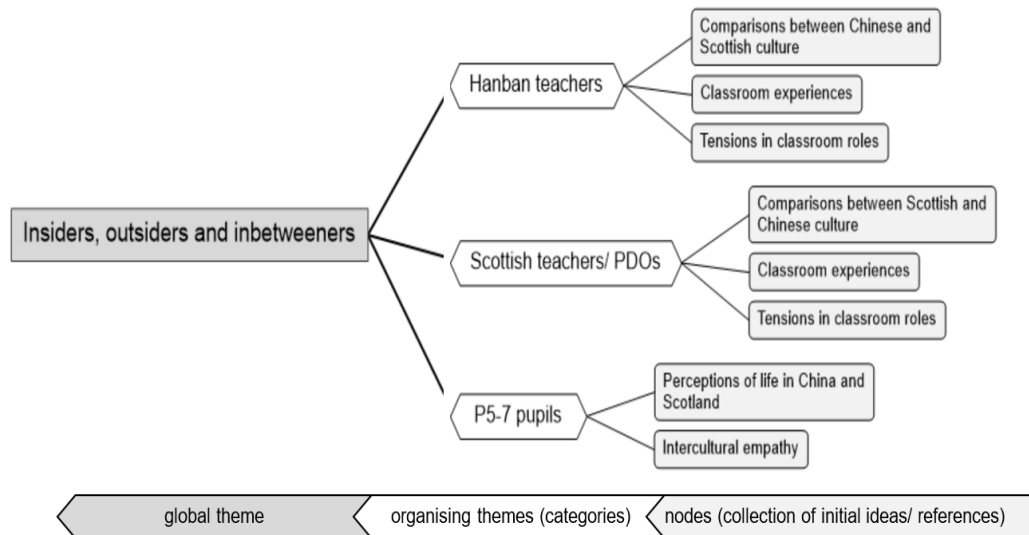 Insiders, outsiders and inbetweeners
Hanban teachers
Comparisons between Chinese and
Scottish culture
Classroom experiences
Tensions in classroom roles
Scottish teachers/ PDOs
Comparisons between Scottish and
Chinese culture
Classroom experiences
Tensions in classroom roles
P5-7 pupils
Perceptions of life in China and
Scotland
Intercultural empathy
global theme
organising themes (categories)
nodes (collection of initial ideas/ references)